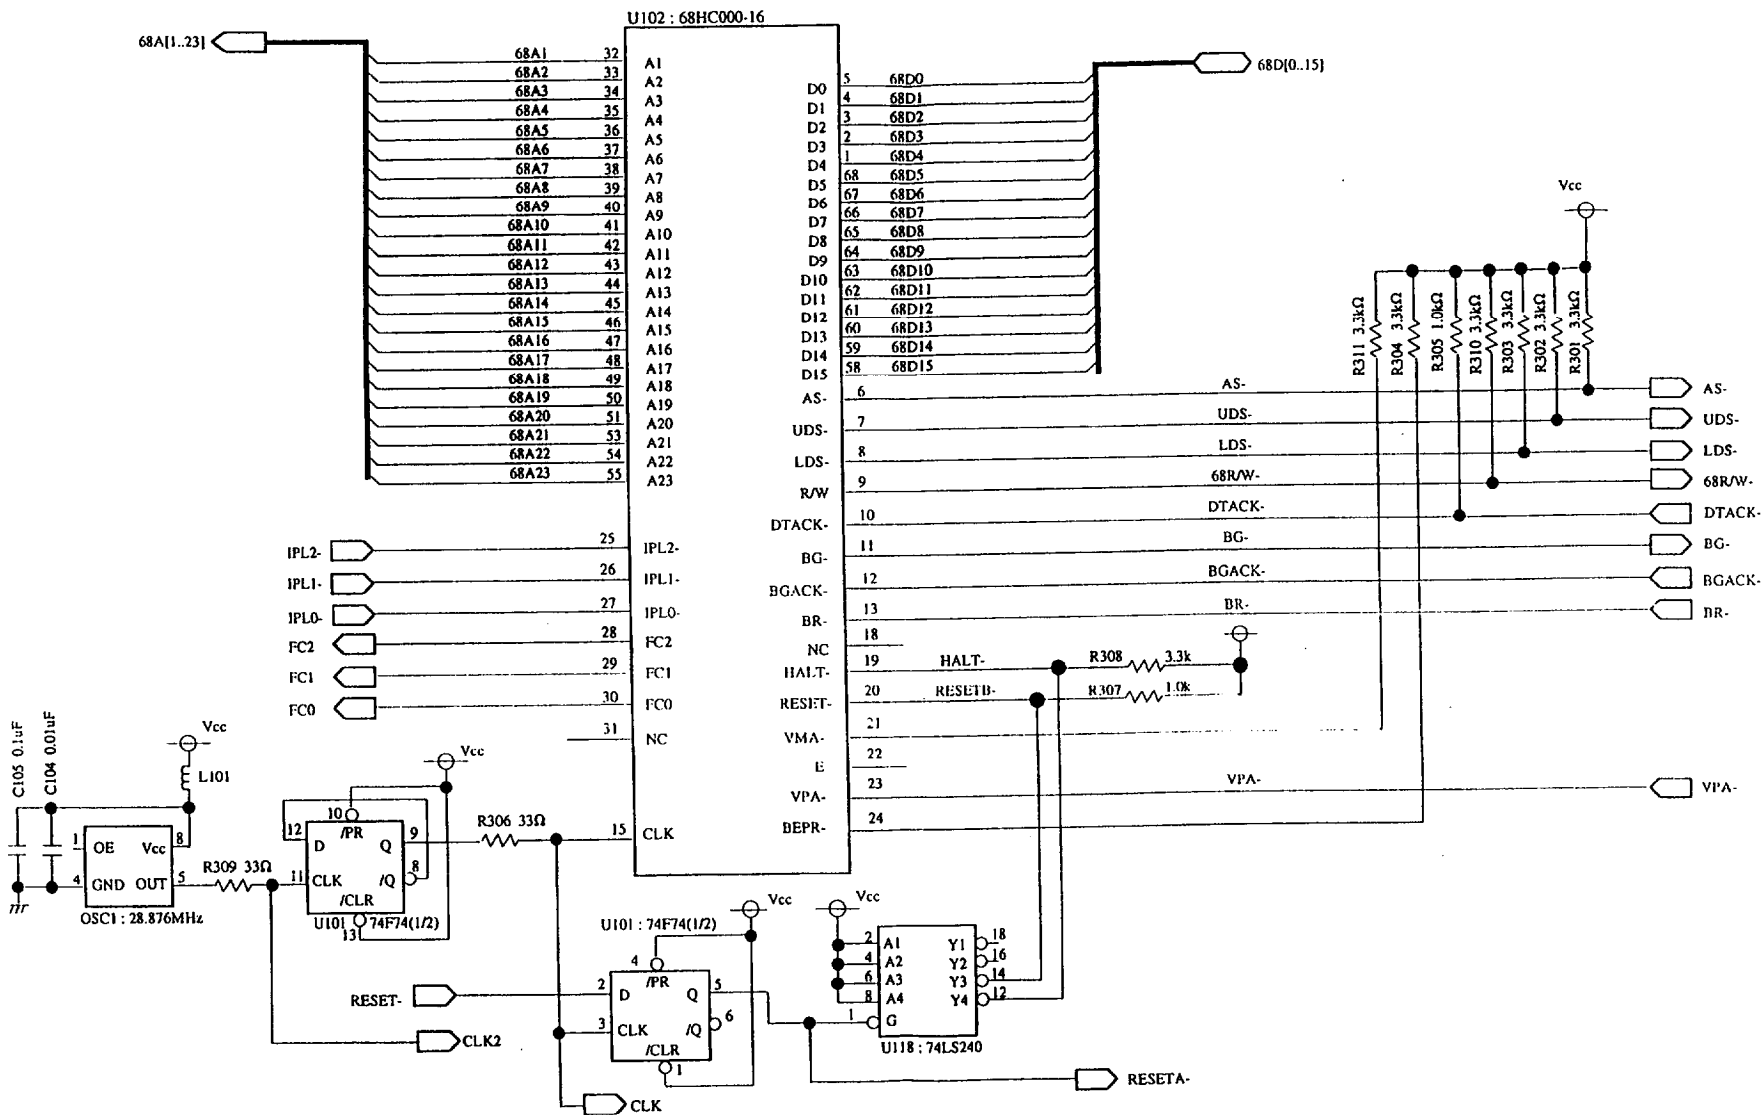 U102 : 68HC000-16
68A[1..23]
68D[0..15]
68A1 32 A1
68A2 33 A2
68A3 34 A3
68A4 35 A4
68A5 36 A5
68A6 37 A6
68A7 38 A7
68A8 39 A8
68A9 40 A9
68A10 41 A10
68A11 42 A11
68A12 43 A12
68A13 44 A13
68A14 45 A14
68A15 46 A15
68A16 47 A16
68A17 48 A17
68A18 49 A18
68A19 50 A19
68A20 51 A20
68A21 53 A21
68A22 54 A22
68A23 55 A23
D0 5 68D0
D1 4 68D1
D2 3 68D2
D3 2 68D3
D4 1 68D4
D5 68 68D5
D6 67 68D6
D7 66 68D7
D8 65 68D8
D9 64 68D9
D10 63 68D10
D11 62 68D11
D12 61 68D12
D13 60 68D13
D14 59 68D14
D15 58 68D15
Vcc
R311 3.3kΩ
R304 3.3kΩ
R305 1.0kΩ
R310 3.3kΩ
R303 3.3kΩ
R302 3.3kΩ
R301 3.3kΩ
AS- 6 AS- AS-
UDS- 7 UDS- UDS-
LDS- 8 LDS- LDS-
R/W 9 68R/W- 68R/W-
DTACK- 10 DTACK- DTACK-
BG- 11 BG- BG-
BGACK- 12 BGACK- BGACK-
BR- 13 BR- BR-
NC 18
HALT- 19 HALT- R308 3.3k
RESET- 20 RESETB- R307 1.0k
VMA- 21
E 22
VPA- 23 VPA- VPA-
BEPR- 24
IPL2- 25 IPL2-
IPL1- 26 IPL1-
IPL0- 27 IPL0-
FC2 28 FC2
FC1 29 FC1
FC0 30 FC0
31 NC
15 CLK
C105 0.1uF
C104 0.01uF
Vcc
L101
1 OE Vcc 8
4 GND OUT 5
OSC1 : 28.876MHz
R309 33Ω
Vcc
10 /PR
12 D Q 9
11 CLK /Q 8
/CLR
U101 74F74(1/2)
13
R306 33Ω
U101 : 74F74(1/2)
Vcc
4 /PR
RESET- 2 D Q 5
3 CLK /Q 6
/CLR
1
CLK2
CLK
Vcc
2 A1 Y1 18
4 A2 Y2 16
6 A3 Y3 14
8 A4 Y4 12
1 G
U118 : 74LS240
RESETA-